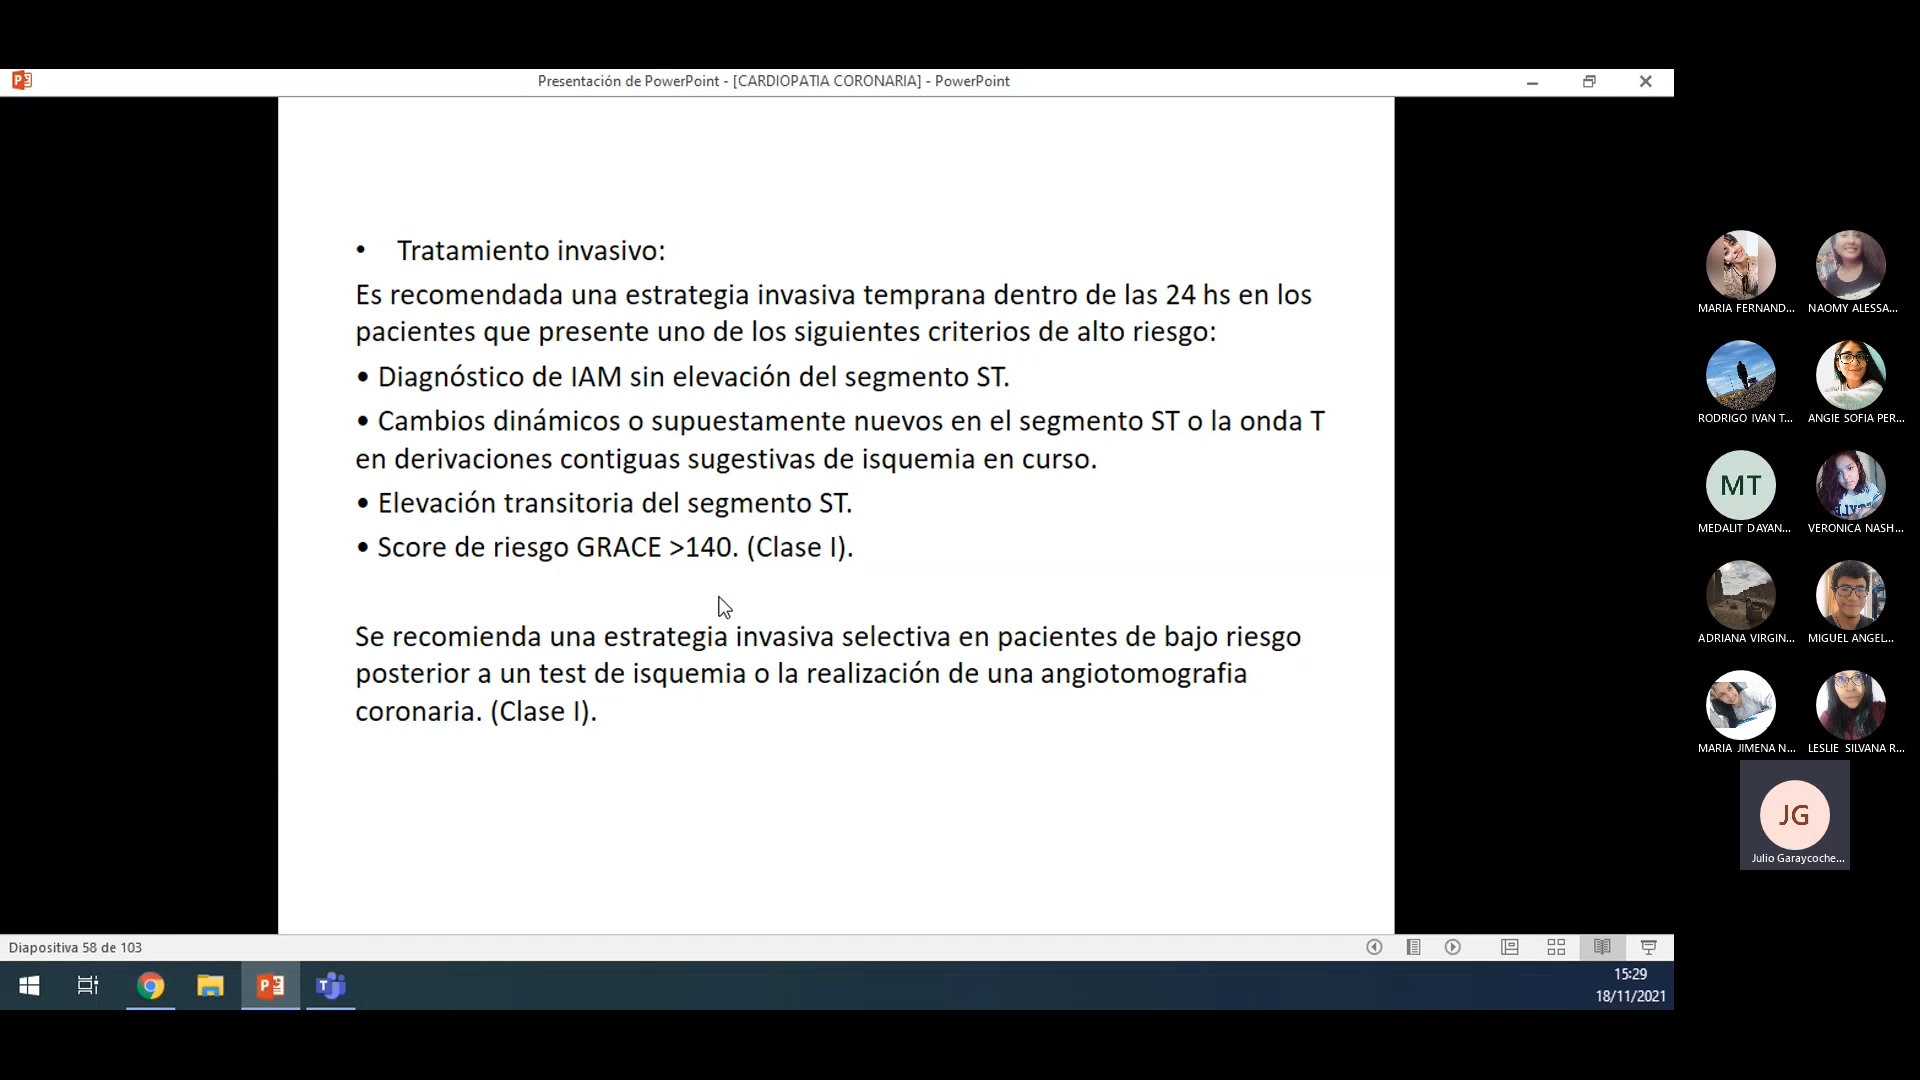 Presentación de PowerPoint - [CARDIOPATIA CORONARIA] - PowerPoint
• Tratamiento invasivo:
Es recomendada una estrategia invasiva temprana dentro de las 24 hs en los
pacientes que presente uno de los siguientes criterios de alto riesgo:
• Diagnóstico de IAM sin elevación del segmento ST.
• Cambios dinámicos o supuestamente nuevos en el segmento ST o la onda T
en derivaciones contiguas sugestivas de isquemia en curso.
• Elevación transitoria del segmento ST.
• Score de riesgo GRACE >140. (Clase I).
Se recomienda una estrategia invasiva selectiva en pacientes de bajo riesgo
posterior a un test de isquemia o la realización de una angiotomografia
coronaria. (Clase I).
MARIA FERNAND...
NAOMY ALESSA...
RODRIGO IVAN T...
ANGIE SOFIA PER...
MT
MEDALIT DAYAN...
VERONICA NASH...
ADRIANA VIRGIN...
MIGUEL ANGEL...
MARIA JIMENA N...
LESLIE SILVANA R...
JG
Julio Garaycoche...
Diapositiva 58 de 103
15:29
18/11/2021